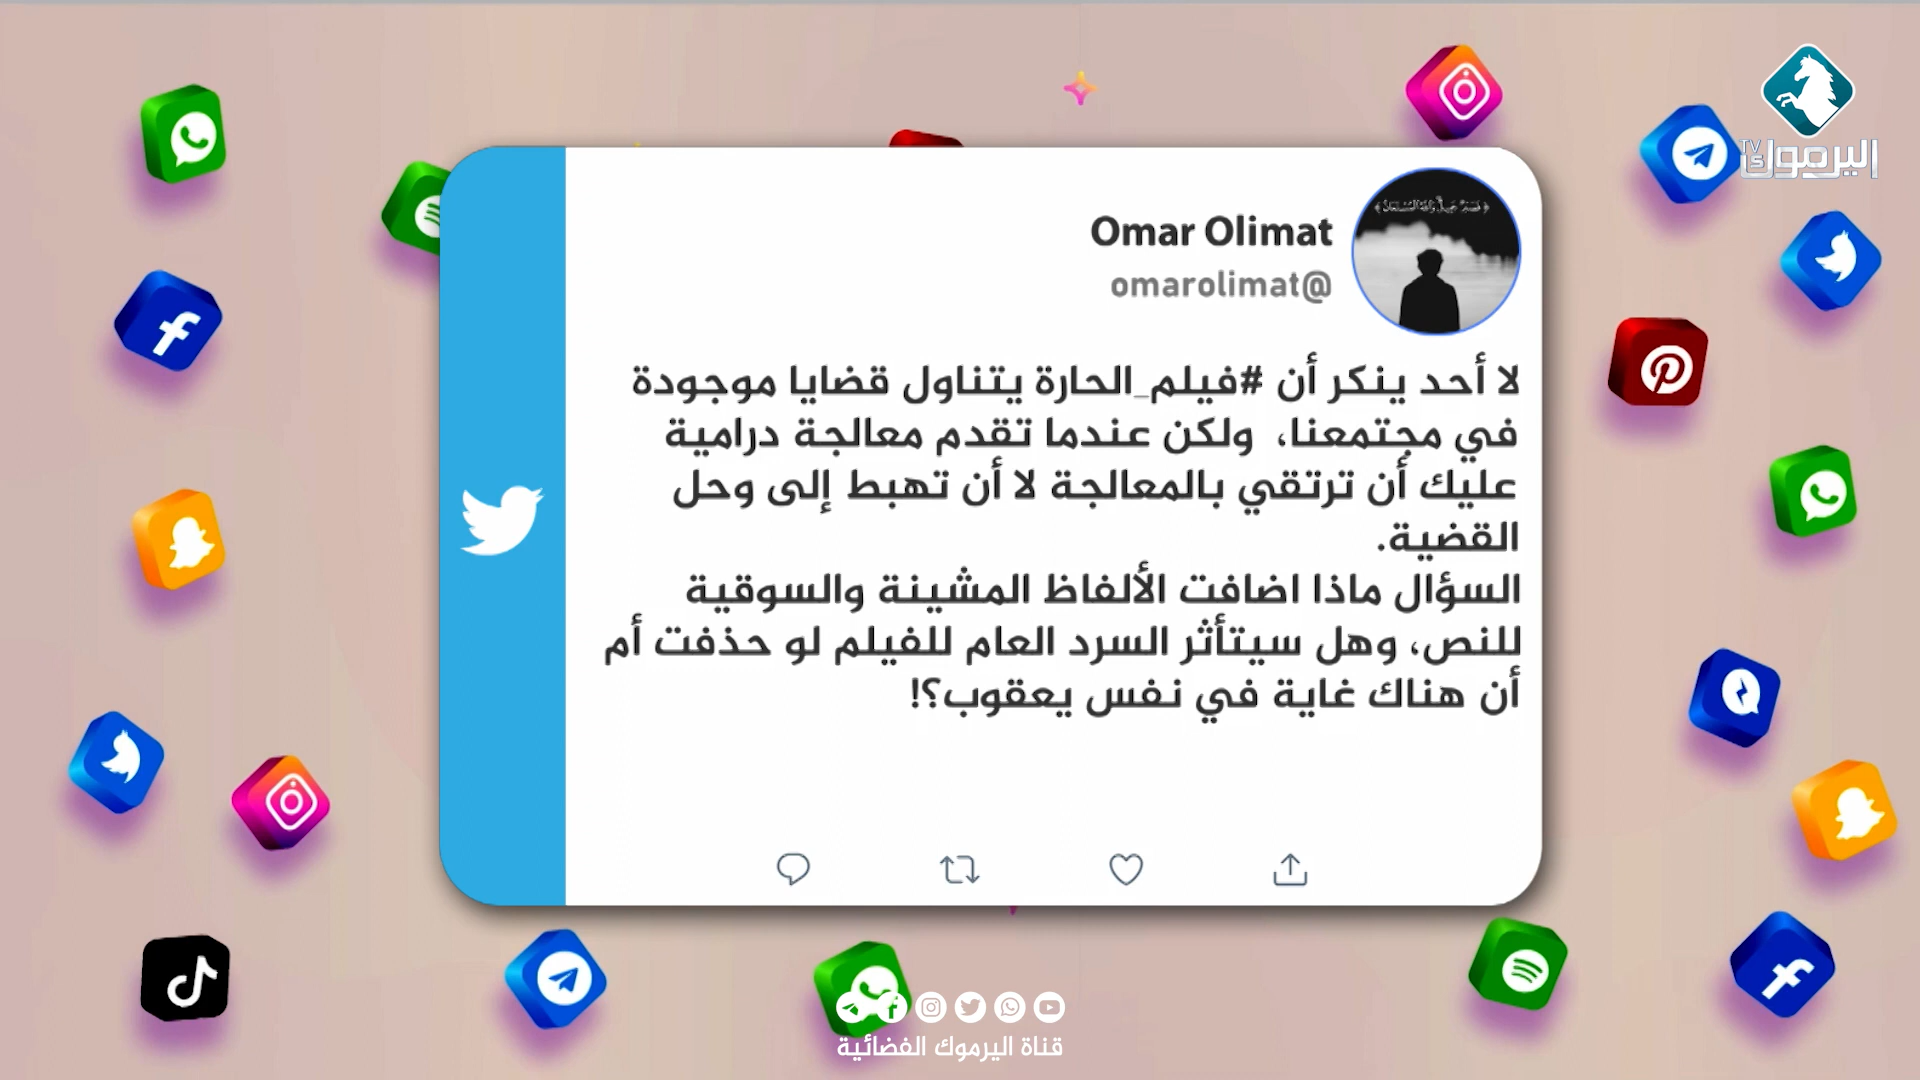 اليرموك
TV
15
Omar Olimat
omarolimat@
لا أحد ينكر أن #فيلم_الحارة يتناول قضايا موجودة
في مجتمعنا، ولكن عندما تقدم معالجة درامية
عليك أن ترتقي بالمعالجة لا أن تهبط إلى وحل
القضية.
السؤال ماذا اضافت الألفاظ المشينة والسوقية
للنص، وهل سيتأثر السرد العام للفيلم لو حذفت أم
أن هناك غاية في نفس يعقوب؟!
قناة اليرموك الفضائية